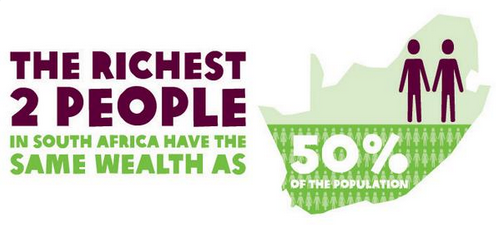 THE RICHEST
2 PEOPLE
IN SOUTH AFRICA HAVE THE
SAME WEALTH AS
50%
OF THE POPULATION